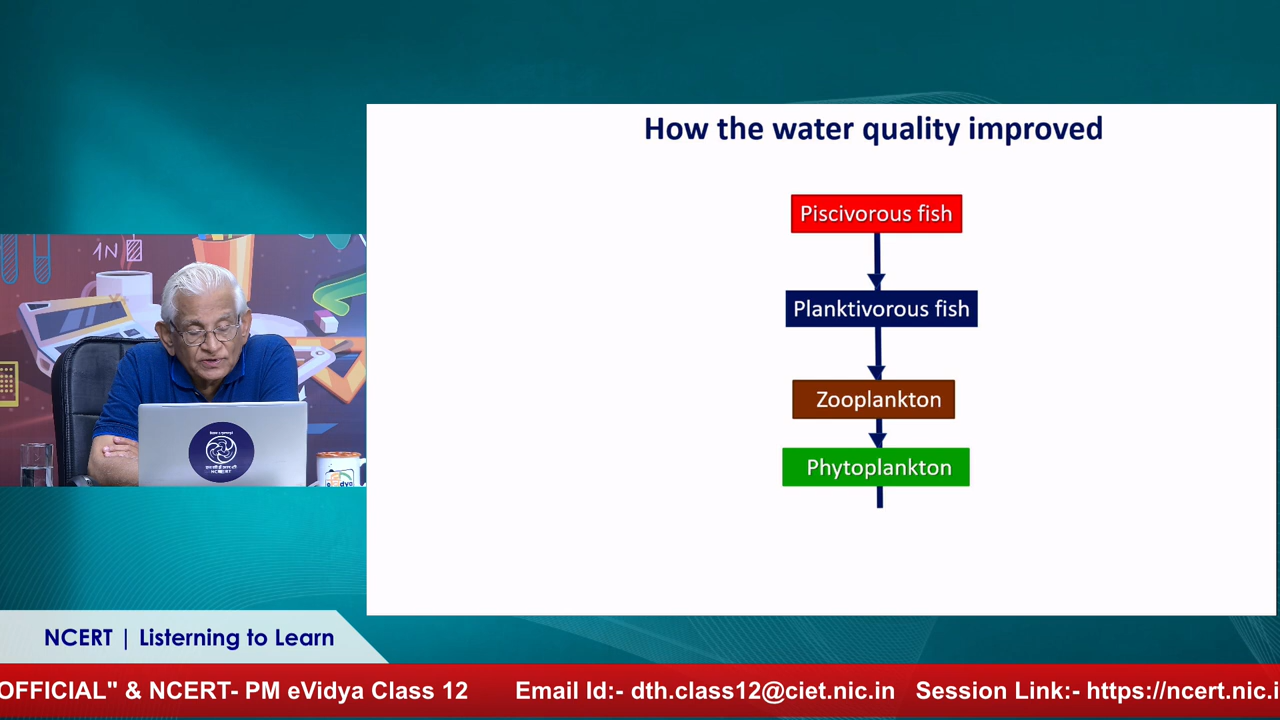 How the water quality improved
Piscivorous fish
Planktivorous fish
Zooplankton
Phytoplankton
NCERT
NCERT | Listerning to Learn
OFFICIAL" & NCERT- PM eVidya Class 12 Email Id:- dth.class12@ciet.nic.in Session Link:- https://ncert.nic.i